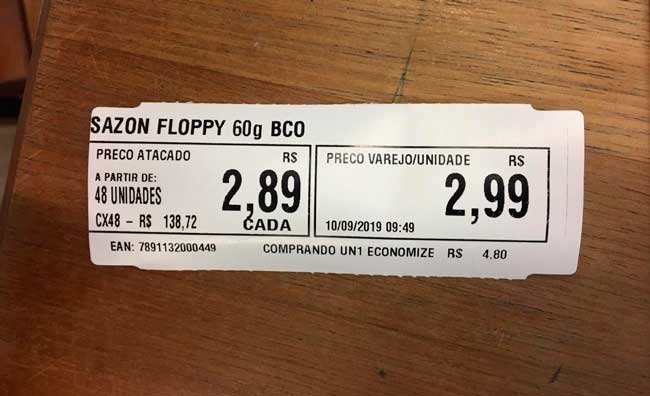 SAZON FLOPPY 60g BCO
PRECO ATACADO R$
A PARTIR DE:
48 UNIDADES
2,89
CX48 - R$ 138,72 CADA
PRECO VAREJO/UNIDADE R$
2,99
10/09/2019 09:49
EAN: 7891132000449 COMPRANDO UN1 ECONOMIZE R$ 4.80